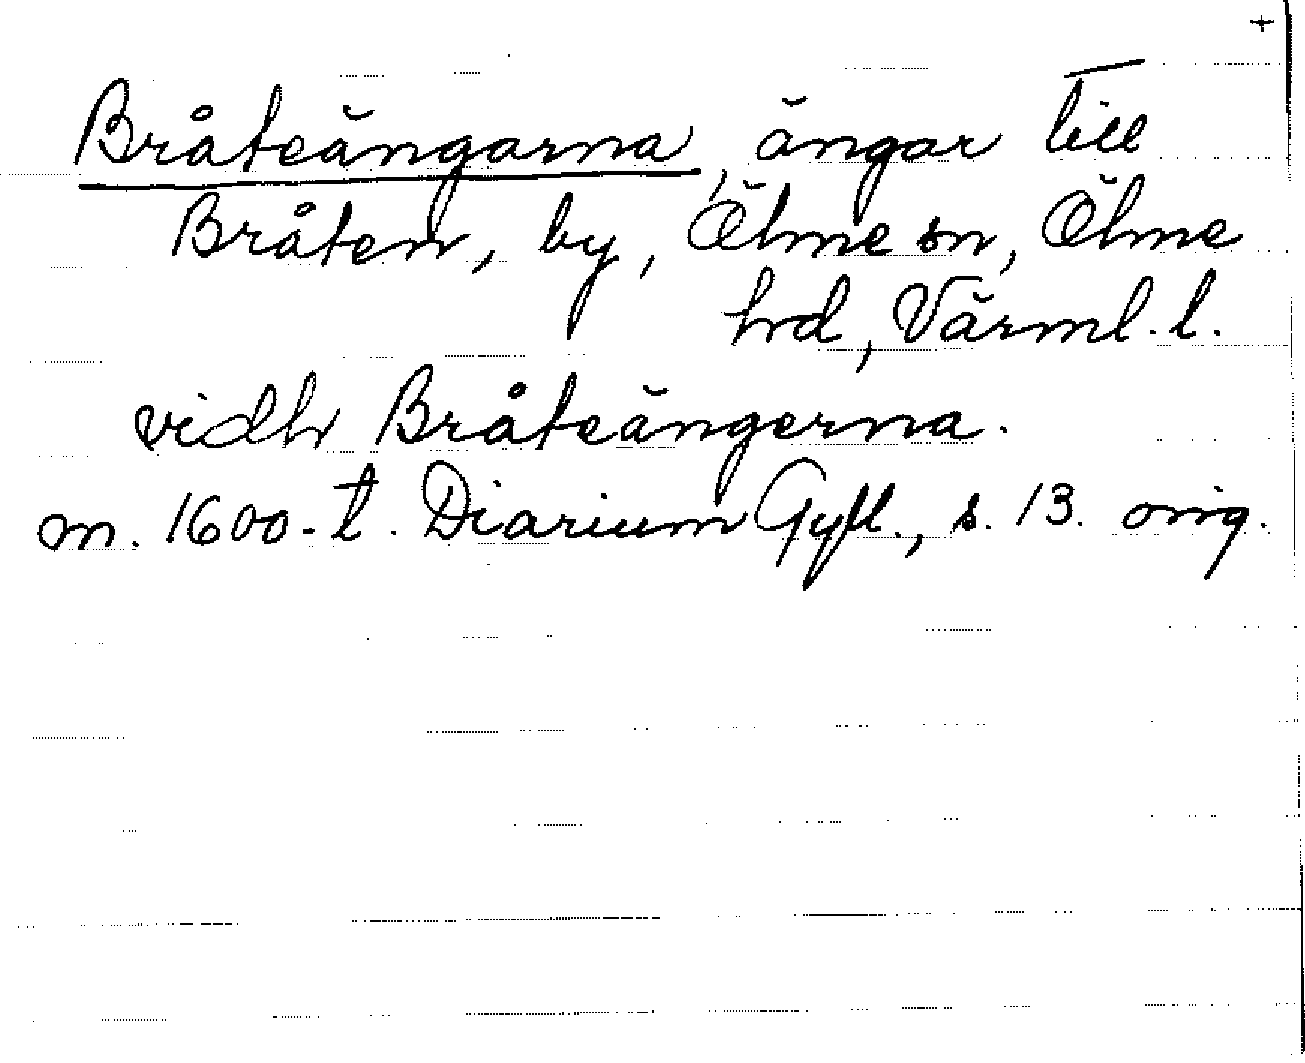 +
Bråteängarna, ängar till
Bråten, by, Ölme sn, Ölme
hd, Värml. l.
vidh Bråteängerna.
m. 1600-t. Diarium Gyll., s. 13. orig.